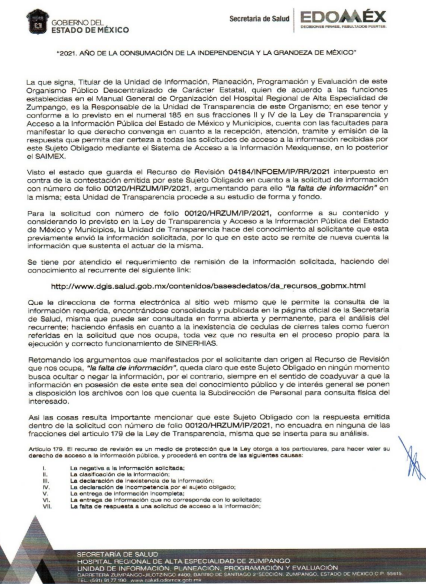 GOBIERNO DEL
ESTADO DE MÉXICO
Secretaría de Salud
EDOMÉX
DECISIONES FIRMES, RESULTADOS FUERTES.
"2021. AÑO DE LA CONSUMACIÓN DE LA INDEPENDENCIA Y LA GRANDEZA DE MÉXICO"
La que signa, Titular de la Unidad de Información, Planeación, Programación y Evaluación de este
Organismo Público Descentralizado de Carácter Estatal, quien de acuerdo a las funciones
establecidas en el Manual General de Organización del Hospital Regional de Alta Especialidad de
Zumpango, es la Responsable de la Unidad de Transparencia de este Organismo; en ese tenor y
conforme a lo previsto en el numeral 185 en sus fracciones II y IV de la Ley de Transparencia y
Acceso a la Información Pública del Estado de México y Municipios, cuenta con las facultades para
manifestar lo que derecho convenga en cuanto a la recepción, atención, tramite y emisión de la
respuesta que permita dar certeza a todas las solicitudes de acceso a la información recibidas por
este Sujeto Obligado mediante el Sistema de Acceso a la Información Mexiquense, en lo posterior
el SAIMEX.
Visto el estado que guarda el Recurso de Revisión 04184/INFOEM/IP/RR/2021 interpuesto en
contra de la contestación emitida por este Sujeto Obligado en cuanto a la solicitud de información
con número de folio 00120/HRZUM/IP/2021, argumentando para ello "la falta de información" en
la misma; esta Unidad de Transparencia procede a su estudio de forma y fondo.
Para la solicitud con número de folio 00120/HRZUM/IP/2021, conforme a su contenido y
considerando lo previsto en la Ley de Transparencia y Acceso a la Información Pública del Estado
de México y Municipios, la Unidad de Transparencia hace del conocimiento al solicitante que esta
previamente envió la información solicitada, por lo que en este acto se remite de nueva cuenta la
información que sustenta el actuar de la misma.
Se tiene por atendido el requerimiento de remisión de la información solicitada, haciendo del
conocimiento al recurrente del siguiente link:
http://www.dgis.salud.gob.mx/contenidos/basesdedatos/da_recursos_gobmx.html
Que le direcciona de forma electrónica al sitio web mismo que le permite la consulta de la
información requerida, encontrándose consolidada y publicada en la página oficial de la Secretaría
de Salud, misma que puede ser consultada en forma abierta y permanente, para el análisis del
recurrente; haciendo énfasis en cuanto a la inexistencia de cedulas de cierres tales como fueron
referidas en la solicitud que nos ocupa, toda vez que no resulta en el proceso propio para la
ejecución y correcto funcionamiento de SINERHIAS.
Retomando los argumentos que manifestados por el solicitante dan origen al Recurso de Revisión
que nos ocupa, "la falta de información", queda claro que este Sujeto Obligado en ningún momento
busca ocultar o negar la información, por el contrario, siempre en el sentido de coadyuvar a que la
información en posesión de este ente sea del conocimiento público y de interés general se ponen
a disposición los archivos con los que cuenta la Subdirección de Personal para consulta física del
interesado.
Así las cosas resulta importante mencionar que este Sujeto Obligado con la respuesta emitida
dentro de la solicitud con número de folio 00120/HRZUM/IP/2021, no encuadra en ninguna de las
fracciones del artículo 179 de la Ley de Transparencia, misma que se inserta para su análisis.
Artículo 179. El recurso de revisión es un medio de protección que la Ley otorga a los particulares, para hacer valer su
derecho de acceso a la información pública, y procederá en contra de las siguientes causas:
I. La negativa a la información solicitada;
II. La clasificación de la información;
III. La declaración de inexistencia de la información;
IV. La declaración de incompetencia por el sujeto obligado;
V. La entrega de información incompleta;
VI. La entrega de información que no corresponda con lo solicitado;
VII. La falta de respuesta a una solicitud de acceso a la información;
SECRETARÍA DE SALUD
HOSPITAL REGIONAL DE ALTA ESPECIALIDAD DE ZUMPANGO
UNIDAD DE INFORMACIÓN, PLANEACIÓN, PROGRAMACIÓN Y EVALUACIÓN
CARRETERA ZUMPANGO-JILOTZINGO 4400, BARRIO DE SANTIAGO 2ª SECCIÓN, ZUMPANGO, ESTADO DE MÉXICO C.P.